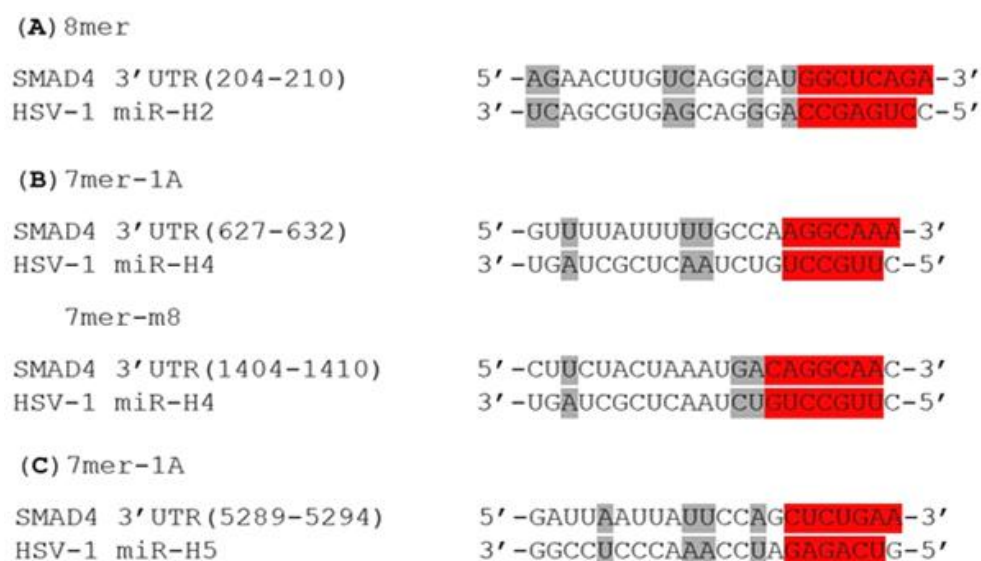 (A) 8mer
SMAD4 3′UTR(204-210) 5′-AGAACUUGUCAGGCAUGGCUCAGA-3′
HSV-1 miR-H2 3′-UCAGCGUGAGCAGGGACCGAGUCC-5′
(B) 7mer-1A
SMAD4 3′UTR(627-632) 5′-GUUUUAUUUUUGCCAAGGCAAA-3′
HSV-1 miR-H4 3′-UGAUCGCUCAAUCUGUCCGUUC-5′
7mer-m8
SMAD4 3′UTR(1404-1410) 5′-CUUCUACUAAAUGACAGGCAAC-3′
HSV-1 miR-H4 3′-UGAUCGCUCAAUCUGUCCGUUC-5′
(C) 7mer-1A
SMAD4 3′UTR(5289-5294) 5′-GAUUAAUUAUUCCAGCUCUGAA-3′
HSV-1 miR-H5 3′-GGCCUCCCAAACCUAGAGACUG-5′